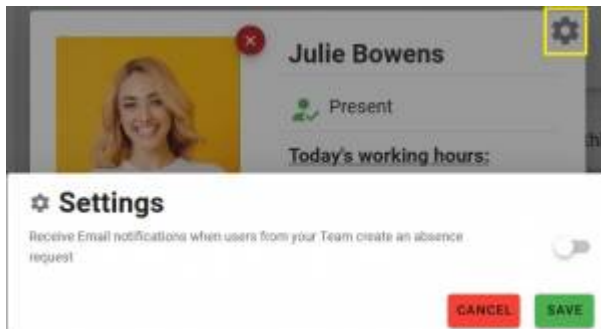 Julie Bowens
Present
Today's working hours:
Settings
Receive Email notifications when users from your Team create an absence
request
CANCEL SAVE